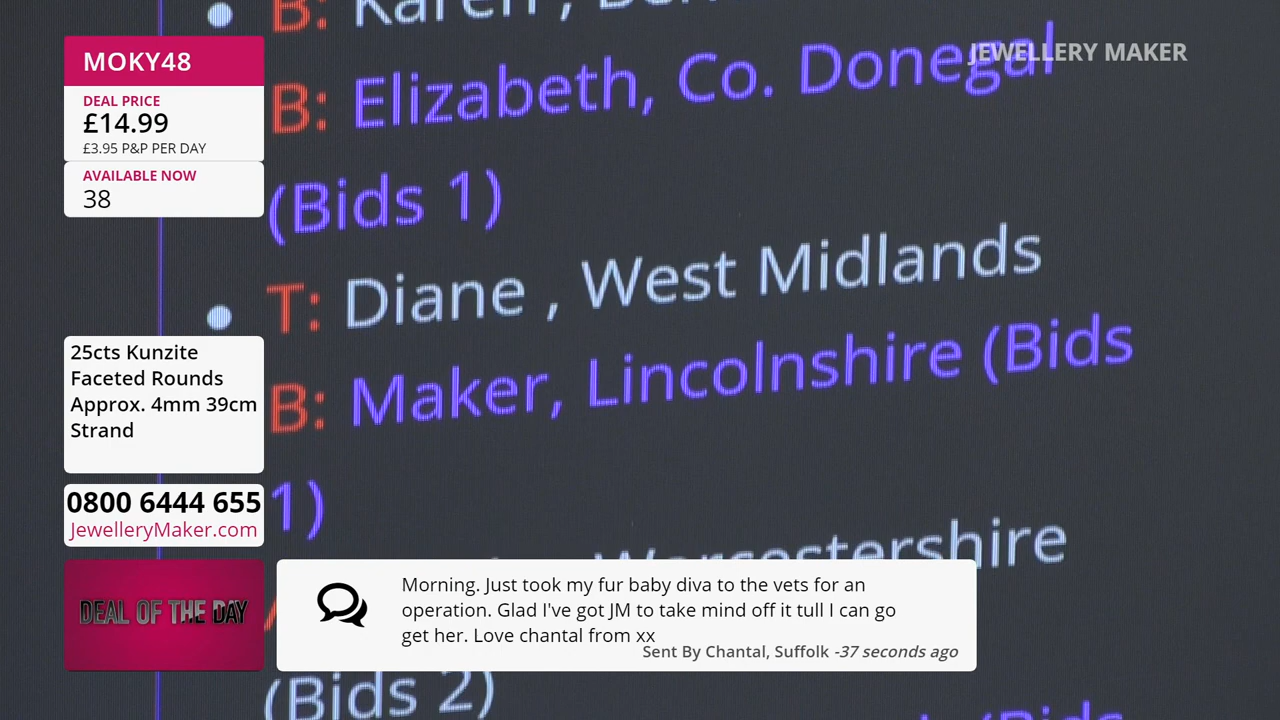 B: Karen
MOKY48
JEWELLERY MAKER
DEAL PRICE
£14.99
£3.95 P&P PER DAY
AVAILABLE NOW
38
B: Elizabeth, Co. Donegal
(Bids 1)
T: Diane , West Midlands
B: Maker, Lincolnshire (Bids
1)
25cts Kunzite
Faceted Rounds
Approx. 4mm 39cm
Strand
0800 6444 655
JewelleryMaker.com
Worcestershire
DEAL OF THE DAY
Morning. Just took my fur baby diva to the vets for an
operation. Glad I've got JM to take mind off it tull I can go
get her. Love chantal from xx
Sent By Chantal, Suffolk -37 seconds ago
(Bids 2)
(Bids